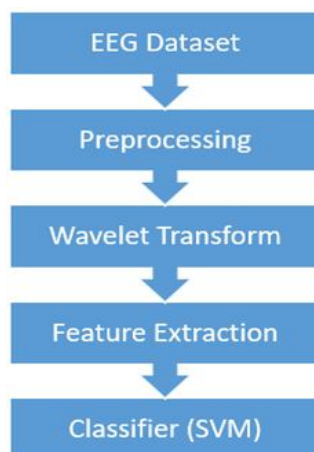 EEG Dataset
Preprocessing
Wavelet Transform
Feature Extraction
Classifier (SVM)